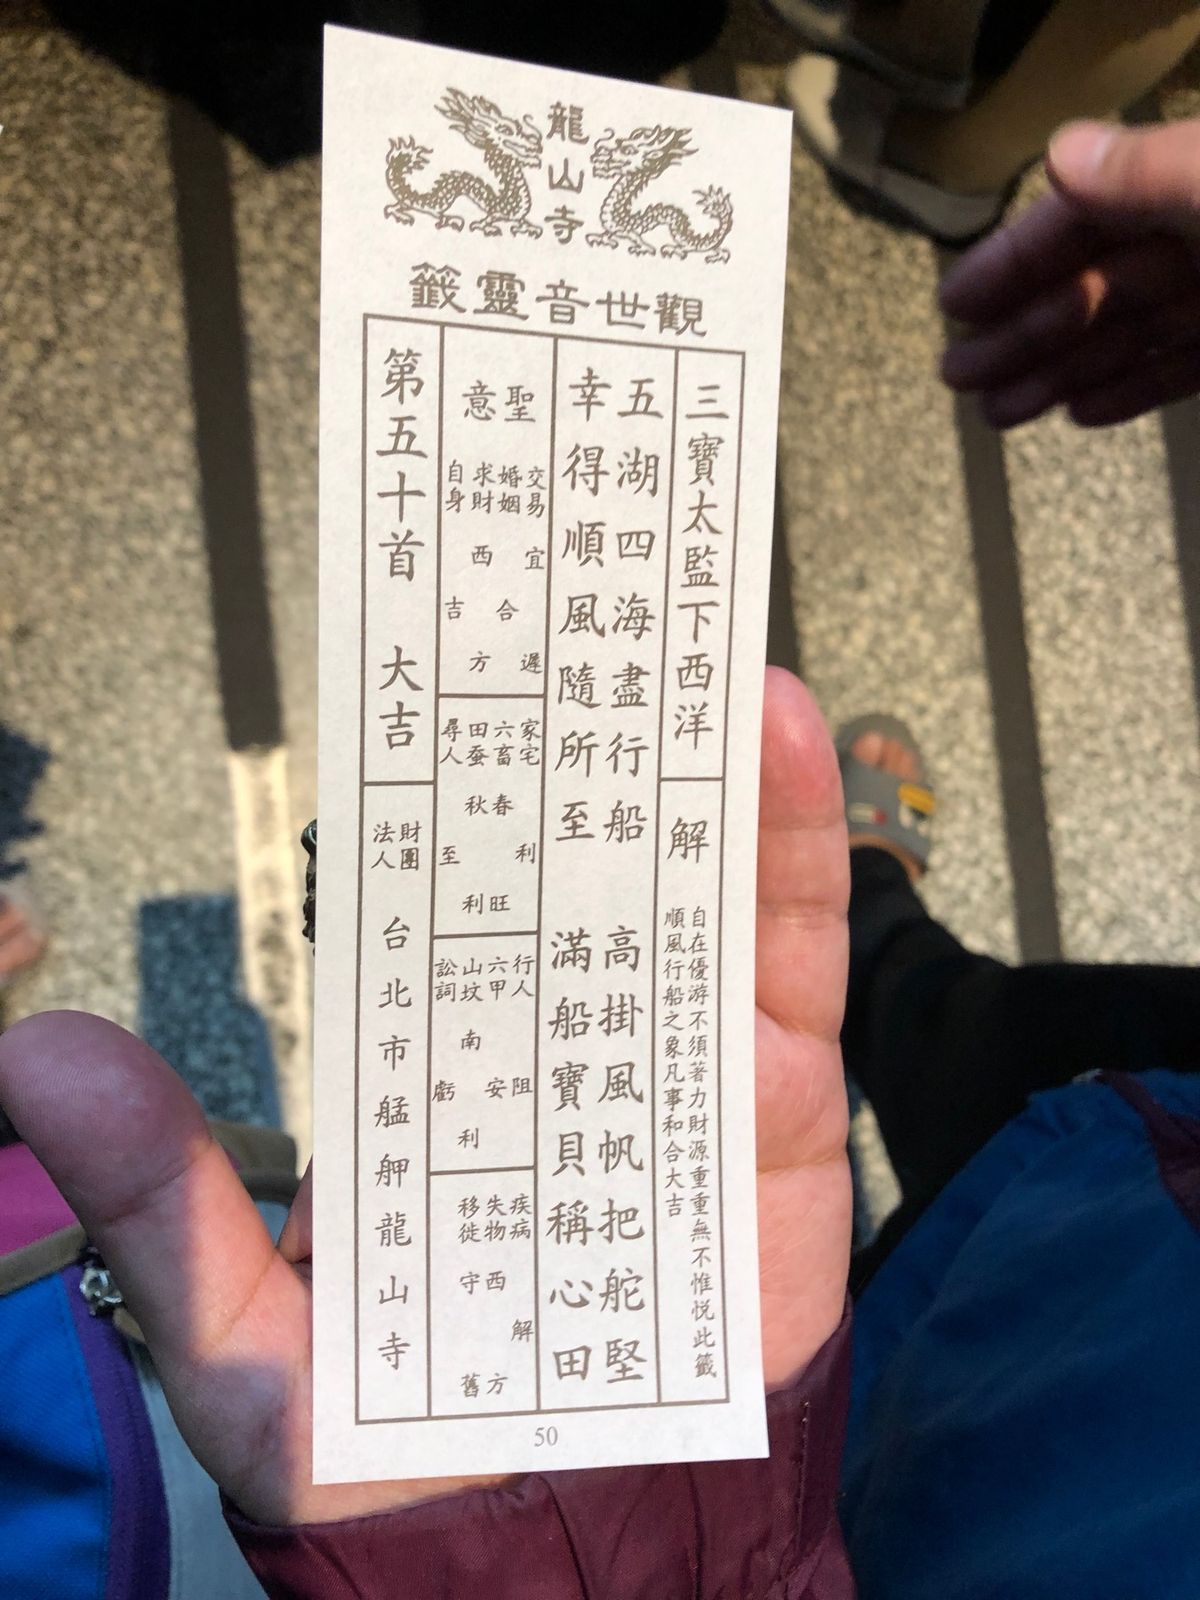 龍山寺
觀世音靈籤
三寶太監下西洋
解
自在優游不須著力財源重重無不惟悅此籤
順風行船之象凡事和合大吉
五湖四海盡行船 高掛風帆把舵堅
幸得順風隨所至 滿船寶貝稱心田
聖意
交易 宜遲
婚姻 合
求財 西方
自身 吉
家宅 利
六畜 春旺
田蚕 秋利
尋人 至
行人 阻
六甲 安
山坟 南利
訟詞 虧
疾病 解
失物 西方
移徙 守舊
第五十首 大吉
財團法人 台北市艋舺龍山寺
50